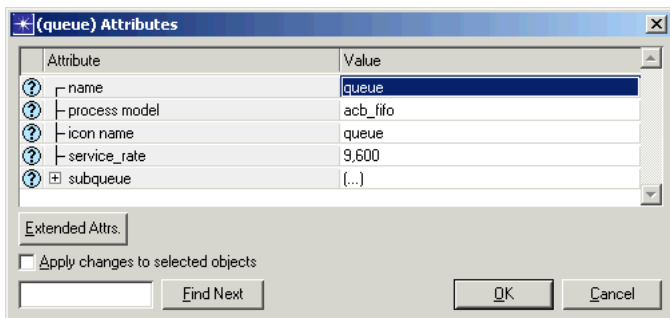 (queue) Attributes
Attribute Value
name queue
process model acb_fifo
icon name queue
service_rate 9,600
subqueue (...)
Extended Attrs.
Apply changes to selected objects
Find Next OK Cancel